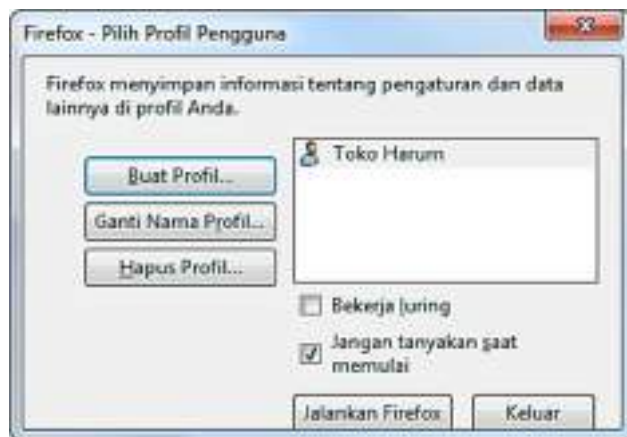 Firefox - Pilih Profil Pengguna
Firefox menyimpan informasi tentang pengaturan dan data
lainnya di profil Anda.
Toko Harum
Buat Profil...
Ganti Nama Profil...
Hapus Profil...
Bekerja luring
Jangan tanyakan saat
memulai
Jalankan Firefox
Keluar